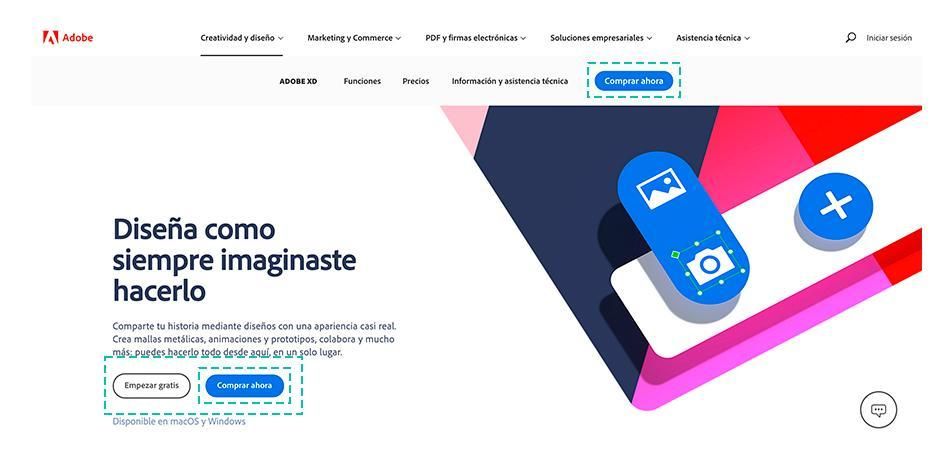 Adobe
Creatividad y diseño
Marketing y Commerce
PDF y firmas electrónicas
Soluciones empresariales
Asistencia técnica
Iniciar sesión
ADOBE XD
Funciones
Precios
Información y asistencia técnica
Comprar ahora
Diseña como
siempre imaginaste
hacerlo
Comparte tu historia mediante diseños con una apariencia casi real.
Crea mallas metálicas, animaciones y prototipos, colabora y mucho
más: puedes hacerlo todo desde aquí, en un solo lugar.
Empezar gratis
Comprar ahora
Disponible en macOS y Windows